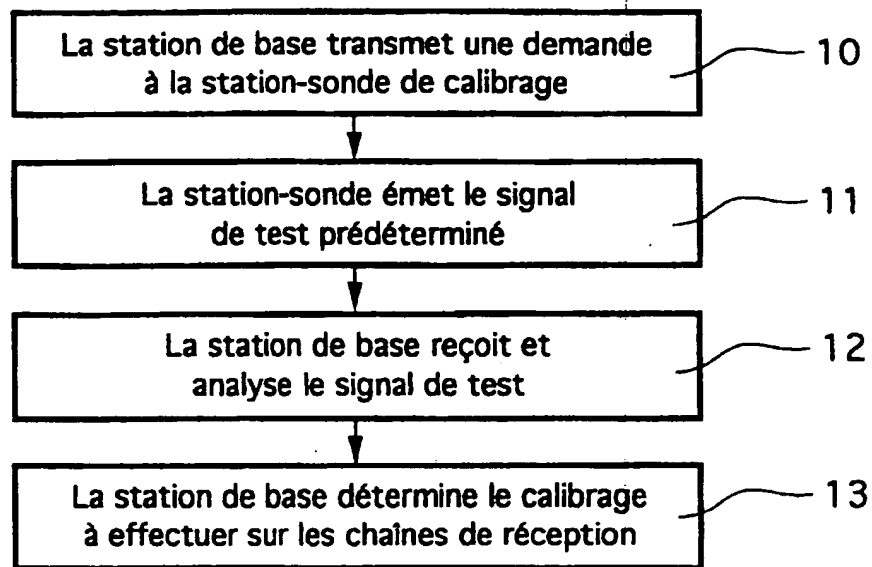 La station de base transmet une demande
à la station-sonde de calibrage
10
La station-sonde émet le signal
de test prédéterminé
11
La station de base reçoit et
analyse le signal de test
12
La station de base détermine le calibrage
à effectuer sur les chaînes de réception
13